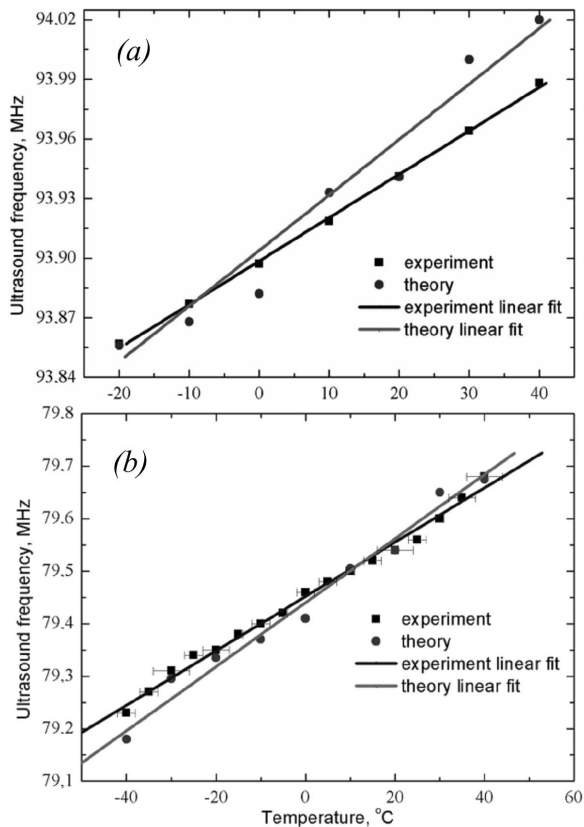 94.02
(a)
93.99
93.96
93.93
93.90
93.87
93.84
Ultrasound frequency, MHz
experiment
theory
experiment linear fit
theory linear fit
-20 -10 0 10 20 30 40
79.8
(b)
79.7
79.6
79.5
79.4
79.3
79.2
79,1
Ultrasound frequency, MHz
experiment
theory
experiment linear fit
theory linear fit
-40 -20 0 20 40 60
Temperature, °C